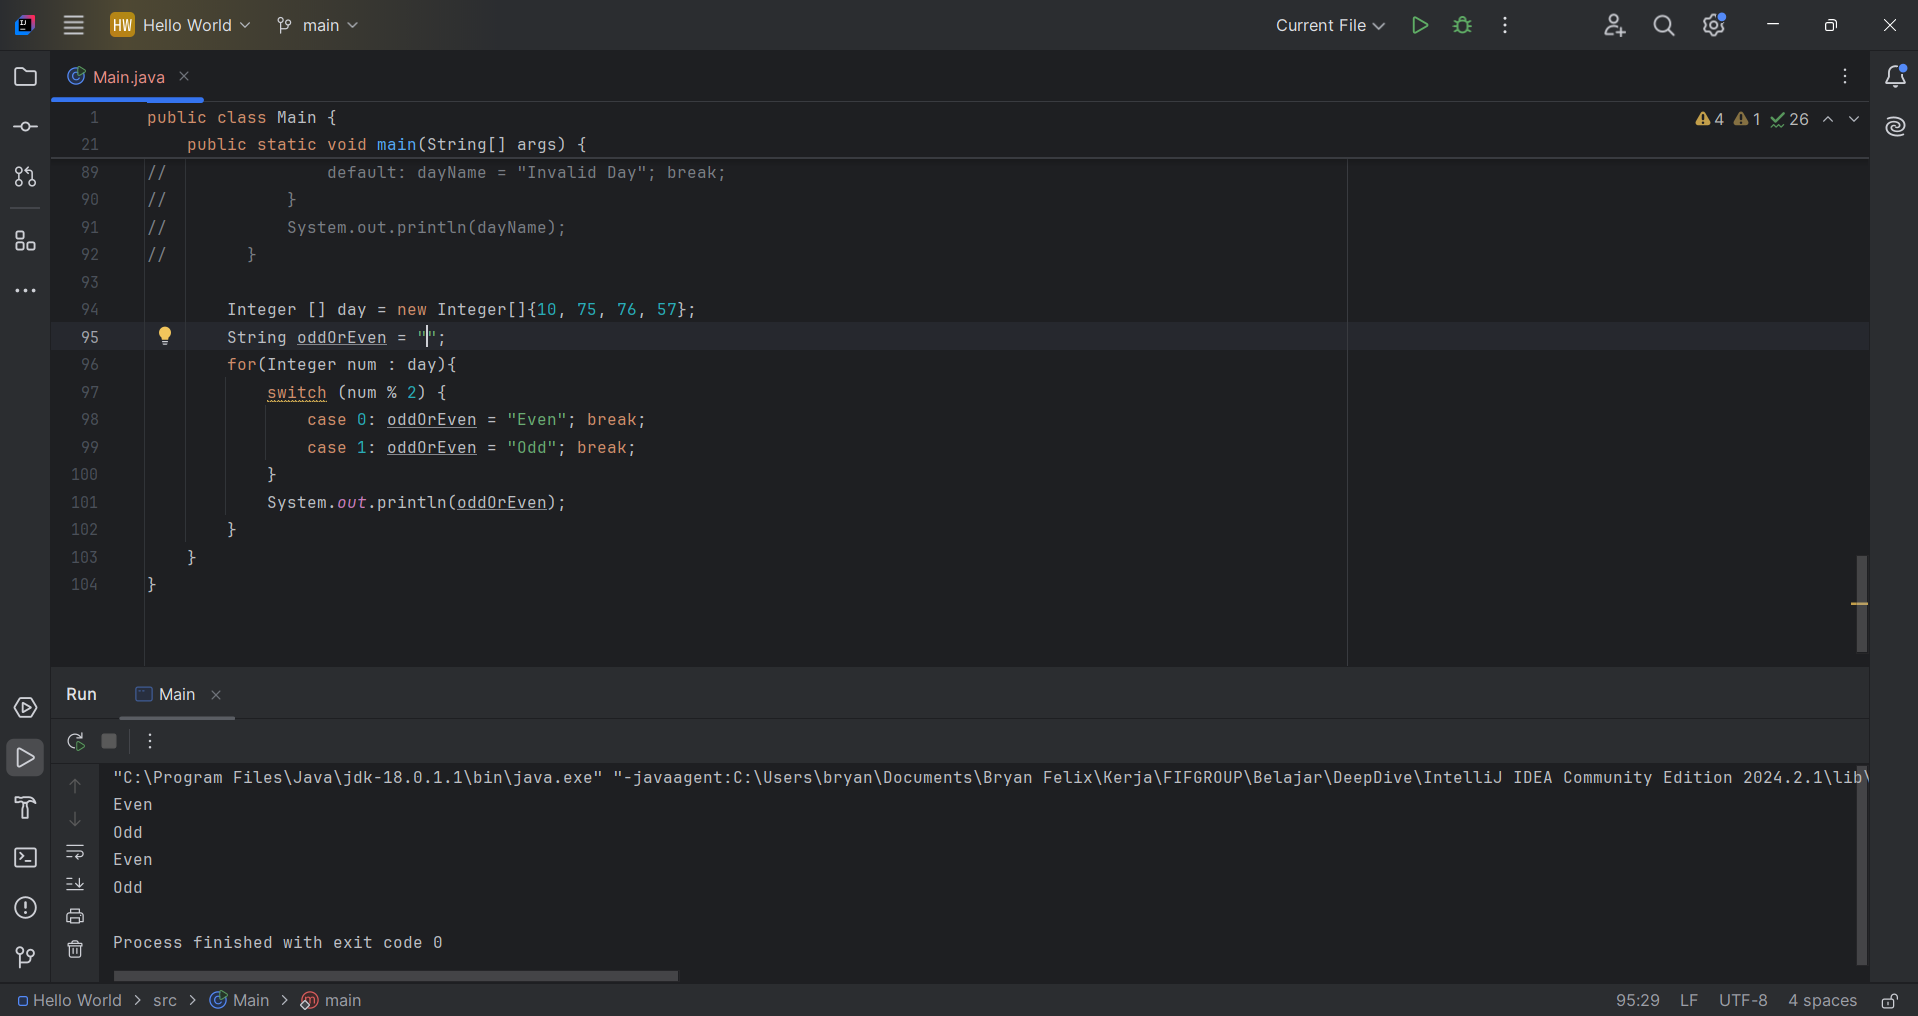 HW Hello World main Current File
Main.java
1 public class Main { 4 1 26
21 public static void main(String[] args) {
89 // default: dayName = "Invalid Day"; break;
90 // }
91 // System.out.println(dayName);
92 // }
93
94 Integer [] day = new Integer[]{10, 75, 76, 57};
95 String oddOrEven = "";
96 for(Integer num : day){
97 switch (num % 2) {
98 case 0: oddOrEven = "Even"; break;
99 case 1: oddOrEven = "Odd"; break;
100 }
101 System.out.println(oddOrEven);
102 }
103 }
104 }
Run Main
"C:\Program Files\Java\jdk-18.0.1.1\bin\java.exe" "-javaagent:C:\Users\bryan\Documents\Bryan Felix\Kerja\FIFGROUP\Belajar\DeepDive\IntelliJ IDEA Community Edition 2024.2.1\lib\
Even
Odd
Even
Odd
Process finished with exit code 0
Hello World > src > Main > main 95:29 LF UTF-8 4 spaces